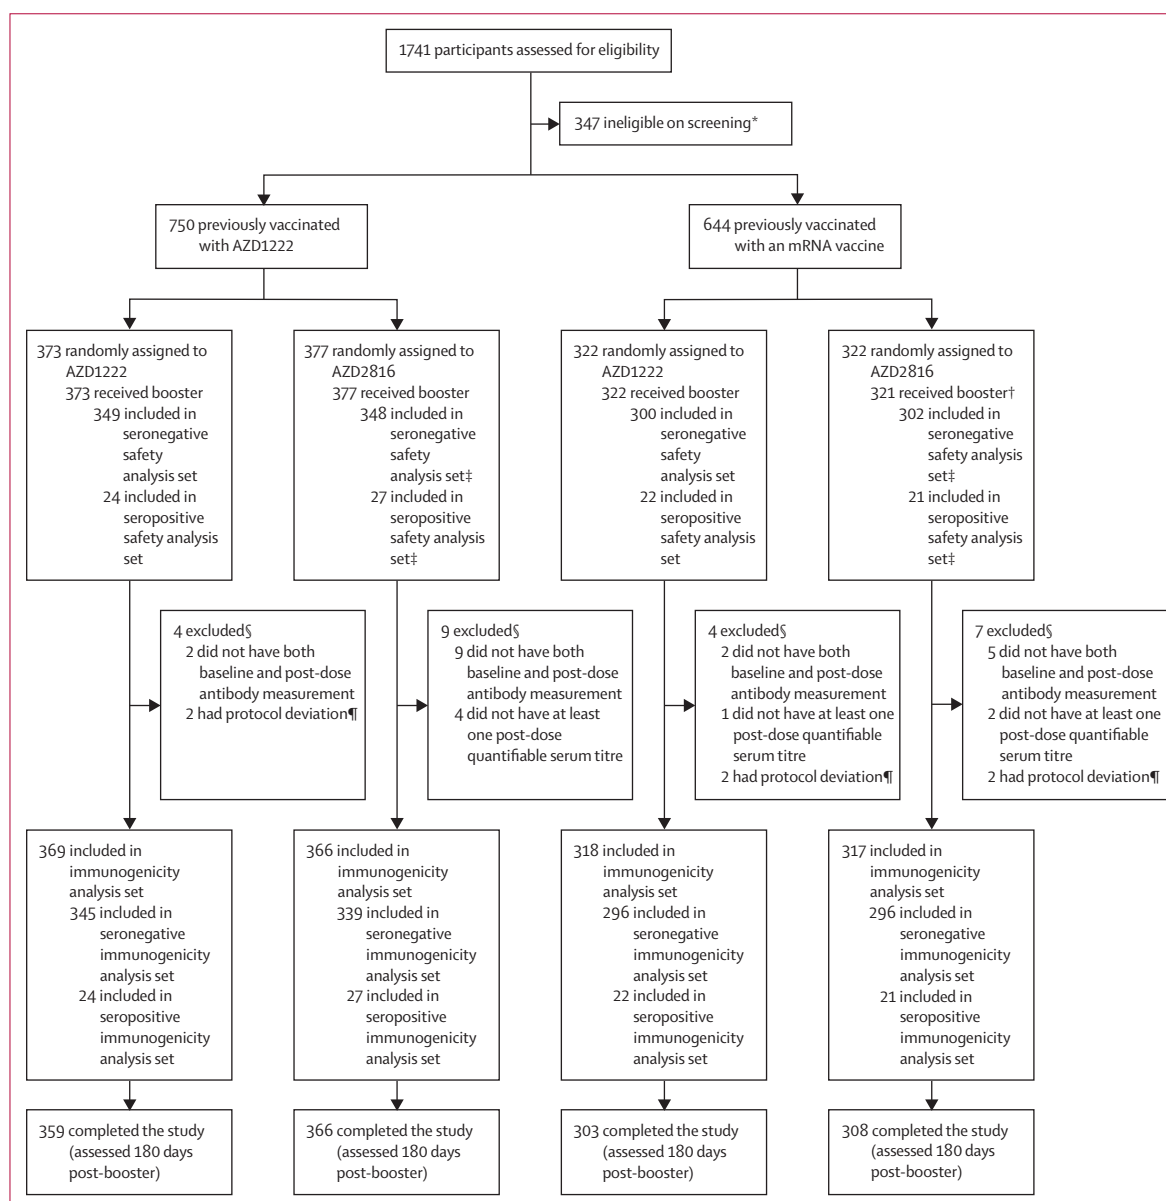 1741 participants assessed for eligibility
347 ineligible on screening*
750 previously vaccinated
with AZD1222
644 previously vaccinated
with an mRNA vaccine
373 randomly assigned to
AZD1222
373 received booster
349 included in
seronegative
safety
analysis set
24 included in
seropositive
safety analysis
set
377 randomly assigned to
AZD2816
377 received booster
348 included in
seronegative
safety
analysis set‡
27 included in
seropositive
safety analysis
set‡
322 randomly assigned to
AZD1222
322 received booster
300 included in
seronegative
safety
analysis set
22 included in
seropositive
safety analysis
set
322 randomly assigned to
AZD2816
321 received booster†
302 included in
seronegative
safety analysis
set‡
21 included in
seropositive
safety analysis
set‡
4 excluded§
2 did not have both
baseline and post-dose
antibody measurement
2 had protocol deviation¶
9 excluded§
9 did not have both
baseline and post-dose
antibody measurement
4 did not have at least
one post-dose
quantifiable serum titre
4 excluded§
2 did not have both
baseline and post-dose
antibody measurement
1 did not have at least one
post-dose quantifiable
serum titre
2 had protocol deviation¶
7 excluded§
5 did not have both
baseline and post-dose
antibody measurement
2 did not have at least one
post-dose quantifiable
serum titre
2 had protocol deviation¶
369 included in
immunogenicity
analysis set
345 included in
seronegative
immunogenicity
analysis set
24 included in
seropositive
immunogenicity
analysis set
366 included in
immunogenicity
analysis set
339 included in
seronegative
immunogenicity
analysis set
27 included in
seropositive
immunogenicity
analysis set
318 included in
immunogenicity
analysis set
296 included in
seronegative
immunogenicity
analysis set
22 included in
seropositive
immunogenicity
analysis set
317 included in
immunogenicity
analysis set
296 included in
seronegative
immunogenicity
analysis set
21 included in
seropositive
immunogenicity
analysis set
359 completed the study
(assessed 180 days
post-booster)
366 completed the study
(assessed 180 days
post-booster)
303 completed the study
(assessed 180 days
post-booster)
308 completed the study
(assessed 180 days
post-booster)